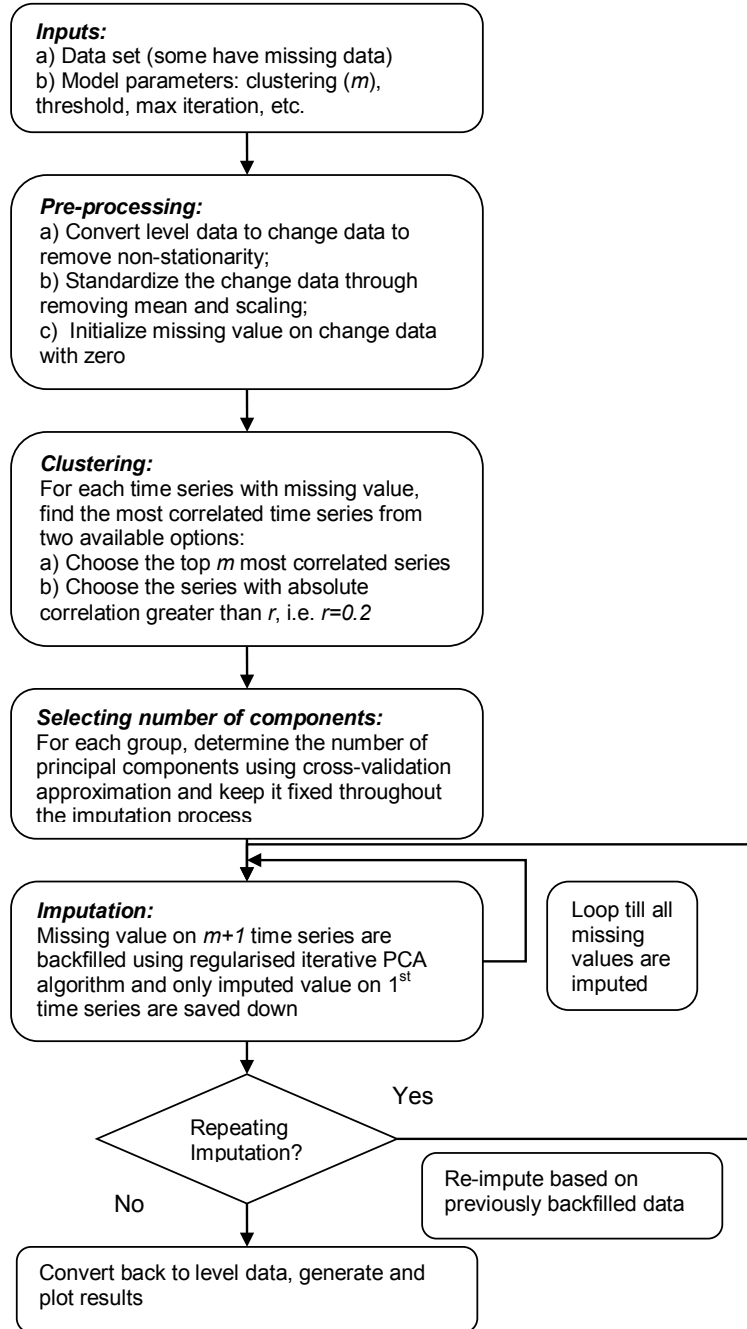 Inputs:
a) Data set (some have missing data)
b) Model parameters: clustering (m),
threshold, max iteration, etc.
Pre-processing:
a) Convert level data to change data to
remove non-stationarity;
b) Standardize the change data through
removing mean and scaling;
c) Initialize missing value on change data
with zero
Clustering:
For each time series with missing value,
find the most correlated time series from
two available options:
a) Choose the top m most correlated series
b) Choose the series with absolute
correlation greater than r, i.e. r=0.2
Selecting number of components:
For each group, determine the number of
principal components using cross-validation
approximation and keep it fixed throughout
the imputation process
Imputation:
Missing value on m+1 time series are
backfilled using regularised iterative PCA
algorithm and only imputed value on 1st
time series are saved down
Loop till all
missing
values are
imputed
Repeating
Imputation?
Yes
Re-impute based on
previously backfilled data
No
Convert back to level data, generate and
plot results